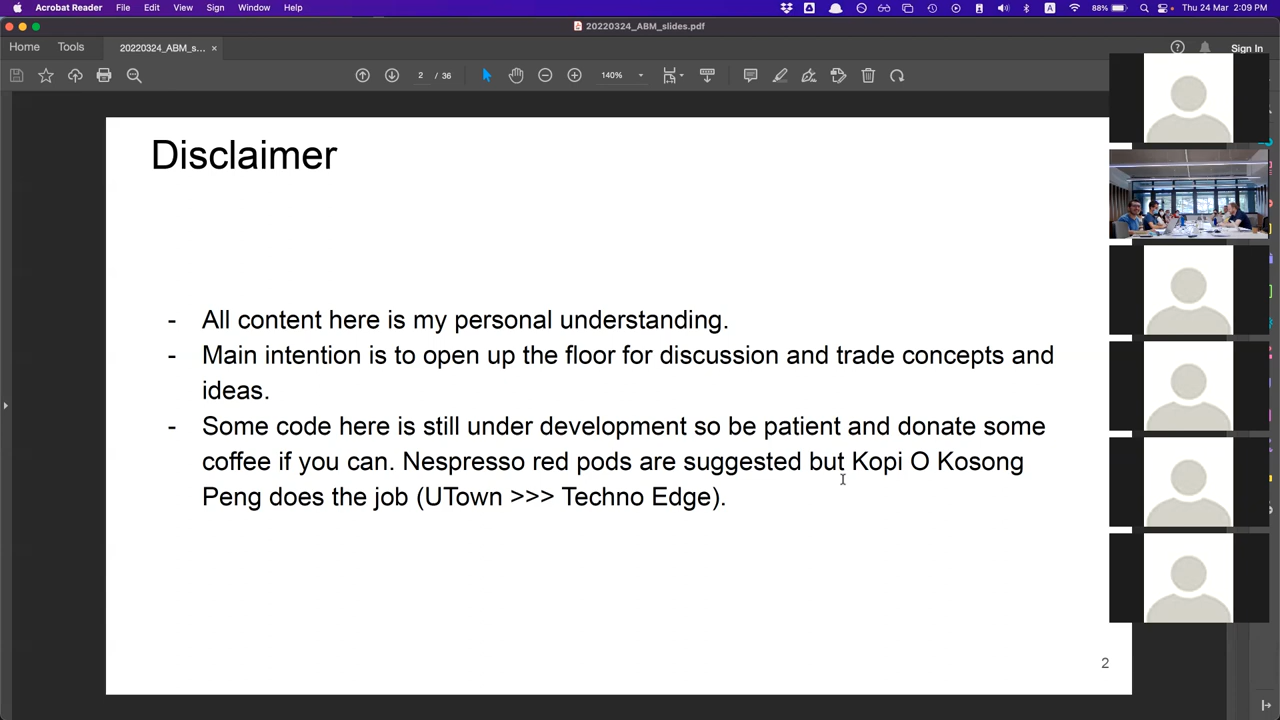 Acrobat Reader File Edit View Sign Window Help 88% A Thu 24 Mar 2:09 PM
20220324_ABM_slides.pdf
Home Tools 20220324_ABM_s... × Sign In
2 / 36 140%
Disclaimer
- All content here is my personal understanding.
- Main intention is to open up the floor for discussion and trade concepts and
ideas.
- Some code here is still under development so be patient and donate some
coffee if you can. Nespresso red pods are suggested but Kopi O Kosong
Peng does the job (UTown >>> Techno Edge).
2